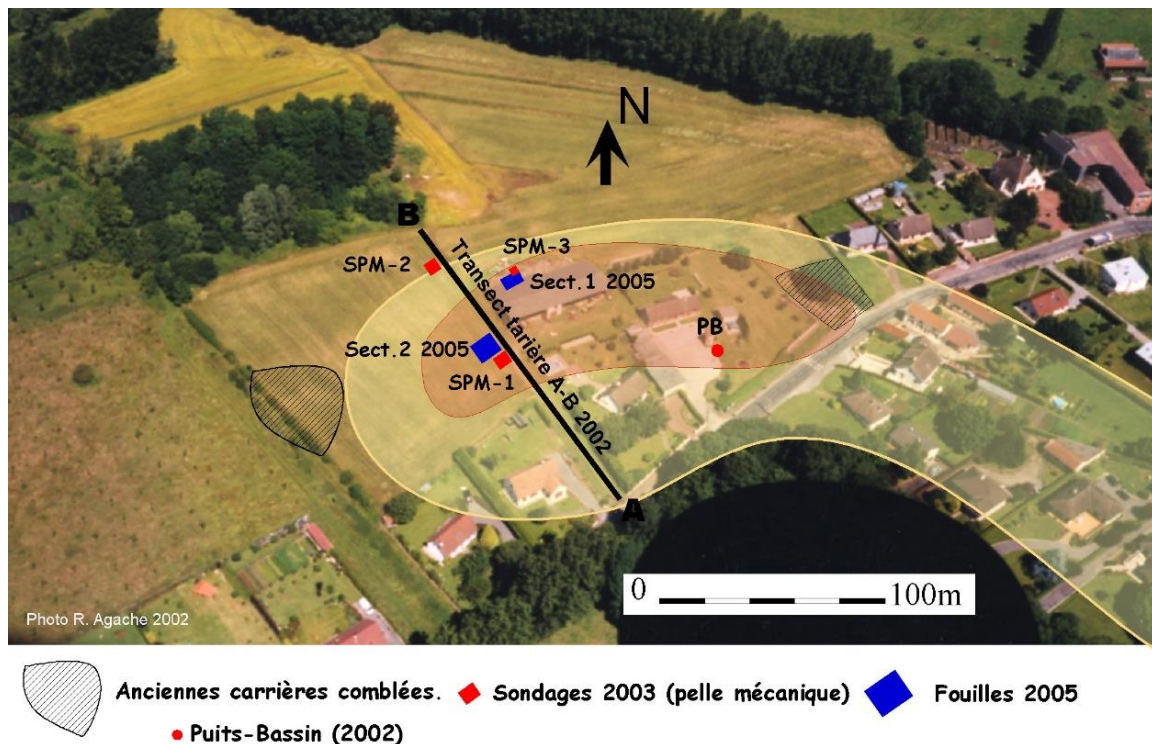 N
B
SPM-3
SPM-2
Sect.1 2005
Transect tarière A-B 2002
PB
Sect.2 2005
SPM-1
A
0 100m
Photo R. Agache 2002
Anciennes carrières comblées.
Sondages 2003 (pelle mécanique)
Fouilles 2005
Puits-Bassin (2002)